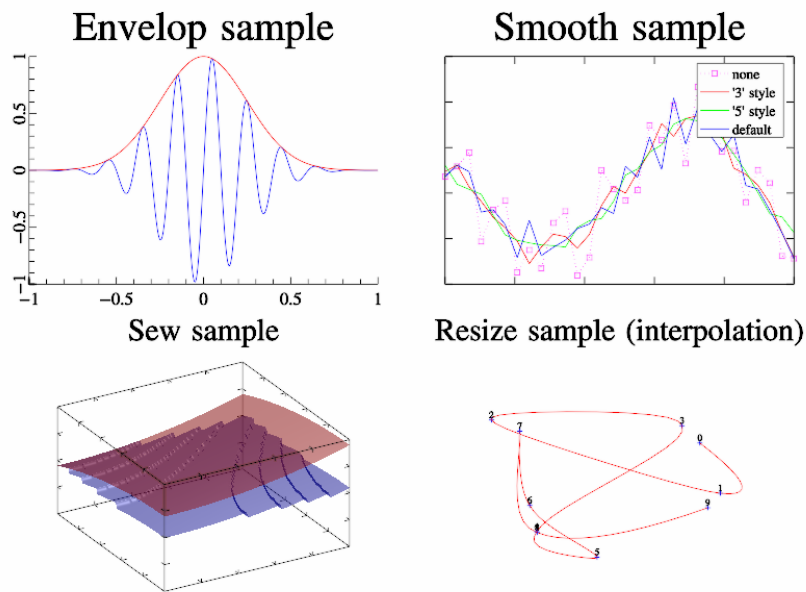 Envelop sample
Smooth sample
1
0.5
0
−0.5
−1
−1 −0.5 0 0.5 1
none
'3' style
'5' style
default
Sew sample
Resize sample (interpolation)
2
7
3
0
1
9
6
5